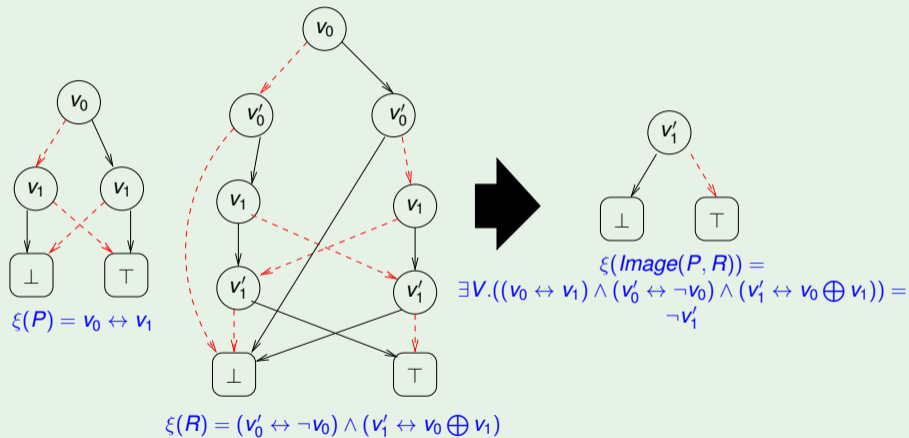 v₀
v₁ v₁
⊥ ⊤
ξ(P) = v₀ ↔ v₁
v₀
v′₀ v′₀
v₁ v₁
v′₁ v′₁
⊥ ⊤
ξ(R) = (v′₀ ↔ ¬v₀) ∧ (v′₁ ↔ v₀ ⨁ v₁)
v′₁
⊥ ⊤
ξ(Image(P, R)) =
∃V.((v₀ ↔ v₁) ∧ (v′₀ ↔ ¬v₀) ∧ (v′₁ ↔ v₀ ⨁ v₁)) =
¬v′₁